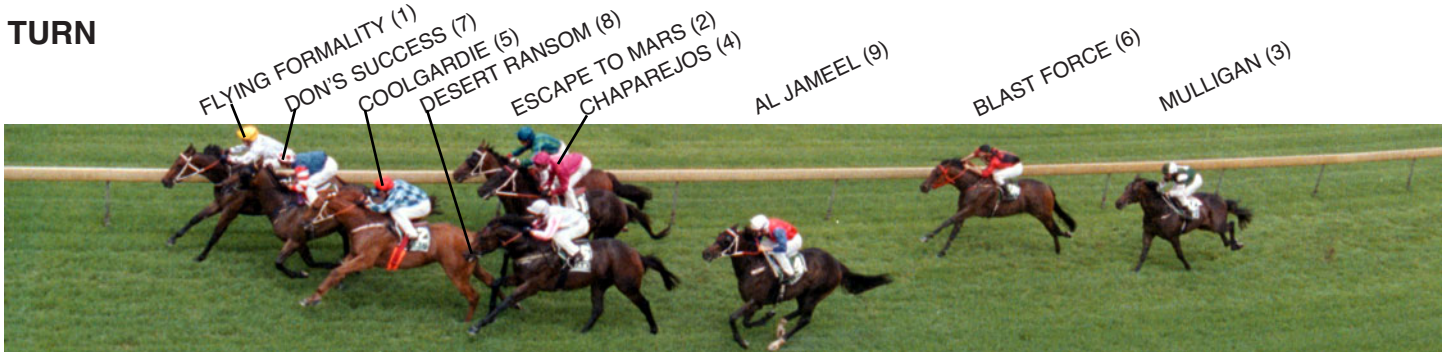 TURN
FLYING FORMALITY (1)
DON'S SUCCESS (7)
COOLGARDIE (5)
DESERT RANSOM (8)
ESCAPE TO MARS (2)
CHAPAREJOS (4)
AL JAMEEL (9)
BLAST FORCE (6)
MULLIGAN (3)